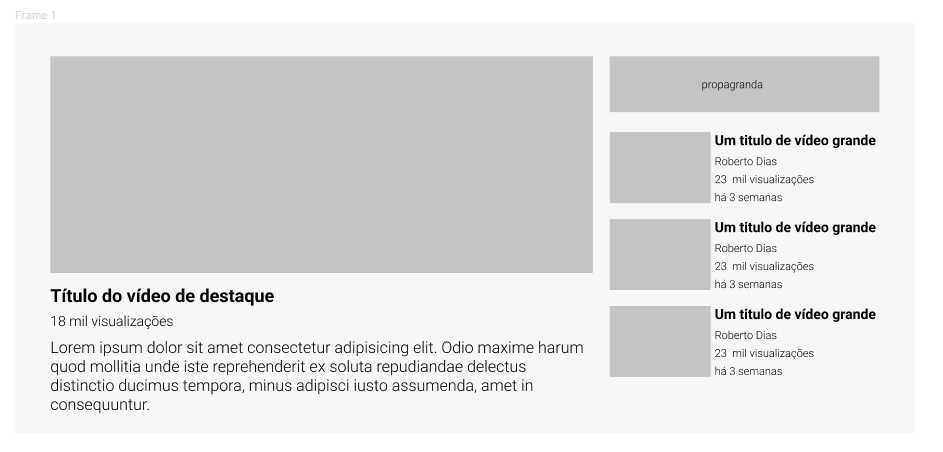 Frame 1
propagranda
Um titulo de vídeo grande
Roberto Dias
23 mil visualizações
há 3 semanas
Um titulo de vídeo grande
Roberto Dias
23 mil visualizações
há 3 semanas
Título do vídeo de destaque
18 mil visualizações
Lorem ipsum dolor sit amet consectetur adipisicing elit. Odio maxime harum
quod mollitia unde iste reprehenderit ex soluta repudiandae delectus
distinctio ducimus tempora, minus adipisci iusto assumenda, amet in
consequuntur.
Um titulo de vídeo grande
Roberto Dias
23 mil visualizações
há 3 semanas